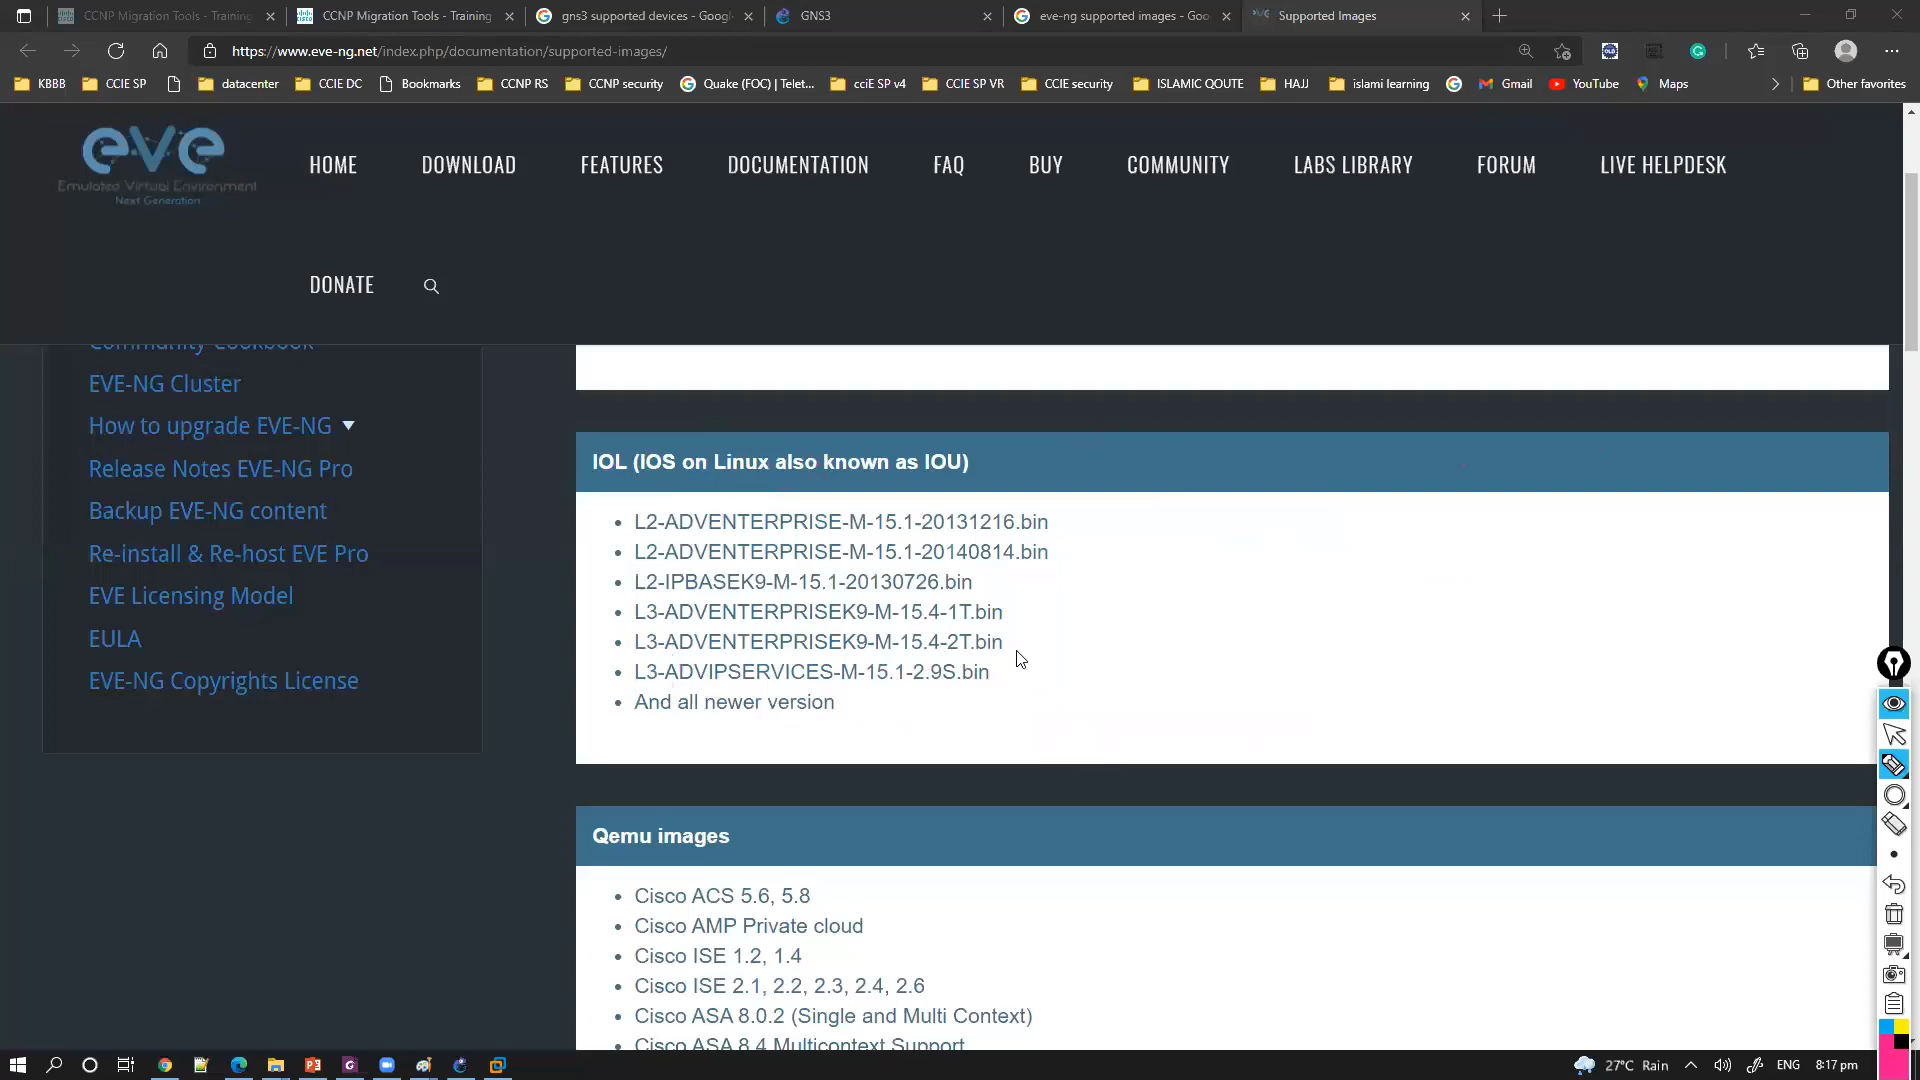 CCNP Migration Tools - Training
CCNP Migration Tools - Training
gns3 supported devices - Googl
GNS3
eve-ng supported images - Goo
Supported Images
https://www.eve-ng.net/index.php/documentation/supported-images/
KBBB
CCIE SP
datacenter
CCIE DC
Bookmarks
CCNP RS
CCNP security
Quake (FOC) | Telet...
cciE SP v4
CCIE SP VR
CCIE security
ISLAMIC QOUTE
HAJJ
islami learning
Gmail
YouTube
Maps
Other favorites
eve
Emulated Virtual Environment
Next Generation
HOME
DOWNLOAD
FEATURES
DOCUMENTATION
FAQ
BUY
COMMUNITY
LABS LIBRARY
FORUM
LIVE HELPDESK
DONATE
Community Cookbook
EVE-NG Cluster
How to upgrade EVE-NG
Release Notes EVE-NG Pro
Backup EVE-NG content
Re-install & Re-host EVE Pro
EVE Licensing Model
EULA
EVE-NG Copyrights License
IOL (IOS on Linux also known as IOU)
L2-ADVENTERPRISE-M-15.1-20131216.bin
L2-ADVENTERPRISE-M-15.1-20140814.bin
L2-IPBASEK9-M-15.1-20130726.bin
L3-ADVENTERPRISEK9-M-15.4-1T.bin
L3-ADVENTERPRISEK9-M-15.4-2T.bin
L3-ADVIPSERVICES-M-15.1-2.9S.bin
And all newer version
Qemu images
Cisco ACS 5.6, 5.8
Cisco AMP Private cloud
Cisco ISE 1.2, 1.4
Cisco ISE 2.1, 2.2, 2.3, 2.4, 2.6
Cisco ASA 8.0.2 (Single and Multi Context)
Cisco ASA 8.4 Multicontext Support
27°C Rain
ENG
8:17 pm